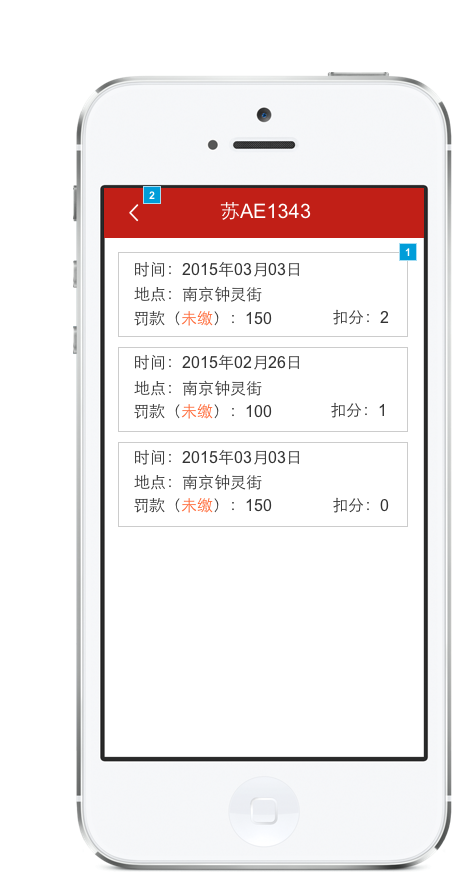 2
苏AE1343
1
时间：2015年03月03日
地点：南京钟灵街
罚款（未缴）：150 扣分：2
时间：2015年02月26日
地点：南京钟灵街
罚款（未缴）：100 扣分：1
时间：2015年03月03日
地点：南京钟灵街
罚款（未缴）：150 扣分：0